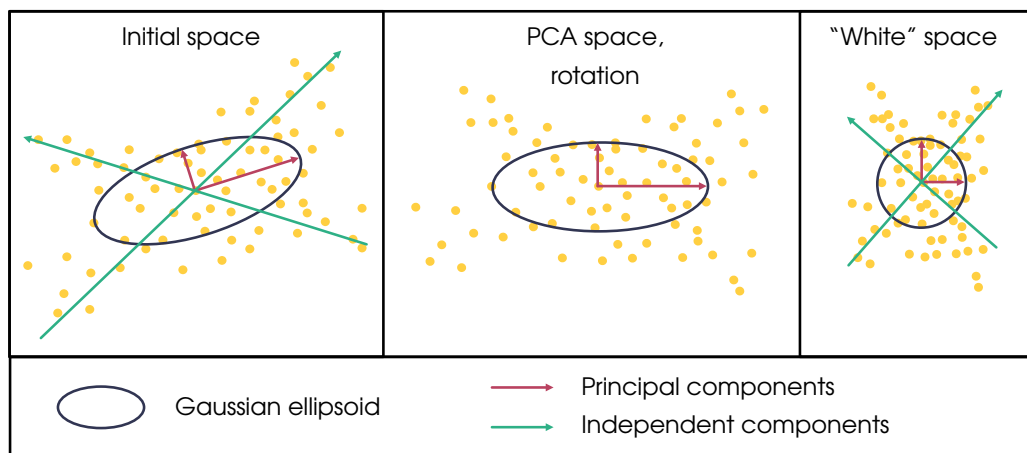 Initial space
PCA space,
rotation
“White” space
Gaussian ellipsoid
Principal components
Independent components